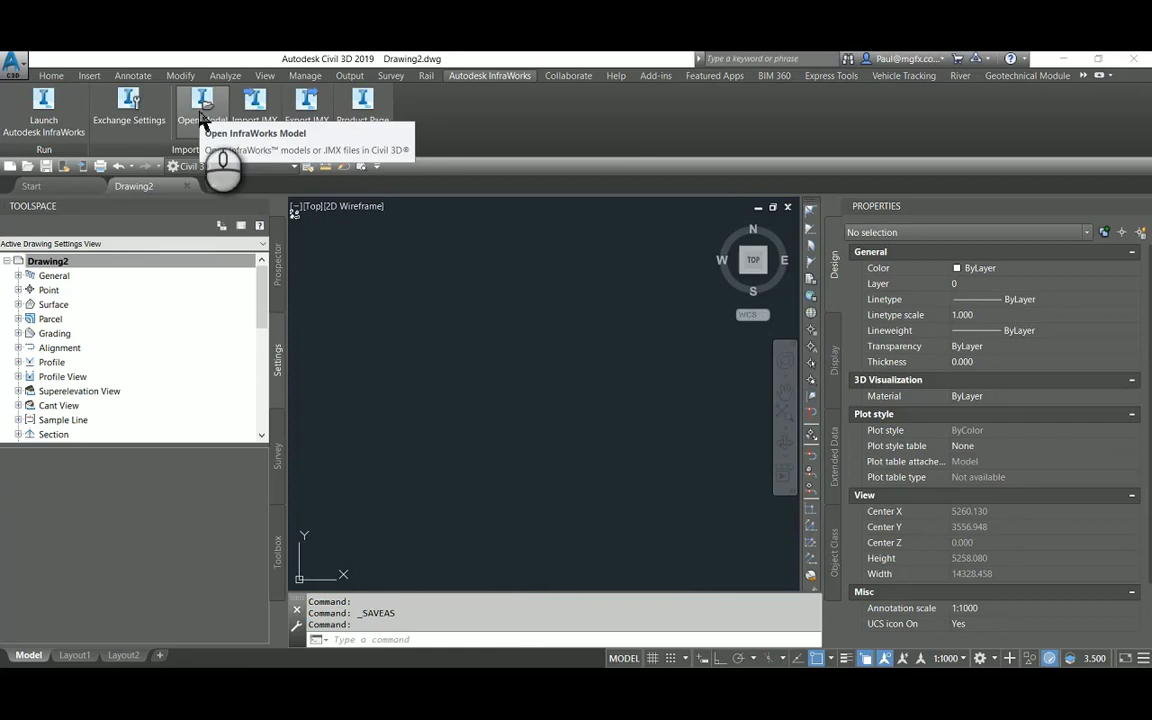 Autodesk Civil 3D 2019 Drawing2.dwg
Type a keyword or phrase
Paul@mgfx.co...
C3D
Home Insert Annotate Modify Analyze View Manage Output Survey Rail Autodesk InfraWorks Collaborate Help Add-ins Featured Apps BIM 360 Express Tools Vehicle Tracking River Geotechnical Module
Launch
Autodesk InfraWorks
Exchange Settings
Open Model
Import IMX
Export IMX
Product Page
Run
Import
Open InfraWorks Model
Open InfraWorks™ models or .IMX files in Civil 3D®
Civil 3
Start
Drawing2
TOOLSPACE
Active Drawing Settings View
Drawing2
General
Point
Surface
Parcel
Grading
Alignment
Profile
Profile View
Superelevation View
Cant View
Sample Line
Section
Prospector
Settings
Survey
Toolbox
[−][Top][2D Wireframe]
N
W TOP E
S
WCS
Y
X
Command:
Command: _SAVEAS
Command:
Type a command
PROPERTIES
No selection
Design
Display
Extended Data
Object Class
General
Color ByLayer
Layer 0
Linetype ByLayer
Linetype scale 1.000
Lineweight ByLayer
Transparency ByLayer
Thickness 0.000
3D Visualization
Material ByLayer
Plot style
Plot style ByColor
Plot style table None
Plot table attache... Model
Plot table type Not available
View
Center X 5260.130
Center Y 3556.948
Center Z 0.000
Height 5258.080
Width 14328.458
Misc
Annotation scale 1:1000
UCS icon On Yes
Model Layout1 Layout2 +
MODEL 1:1000 3.500